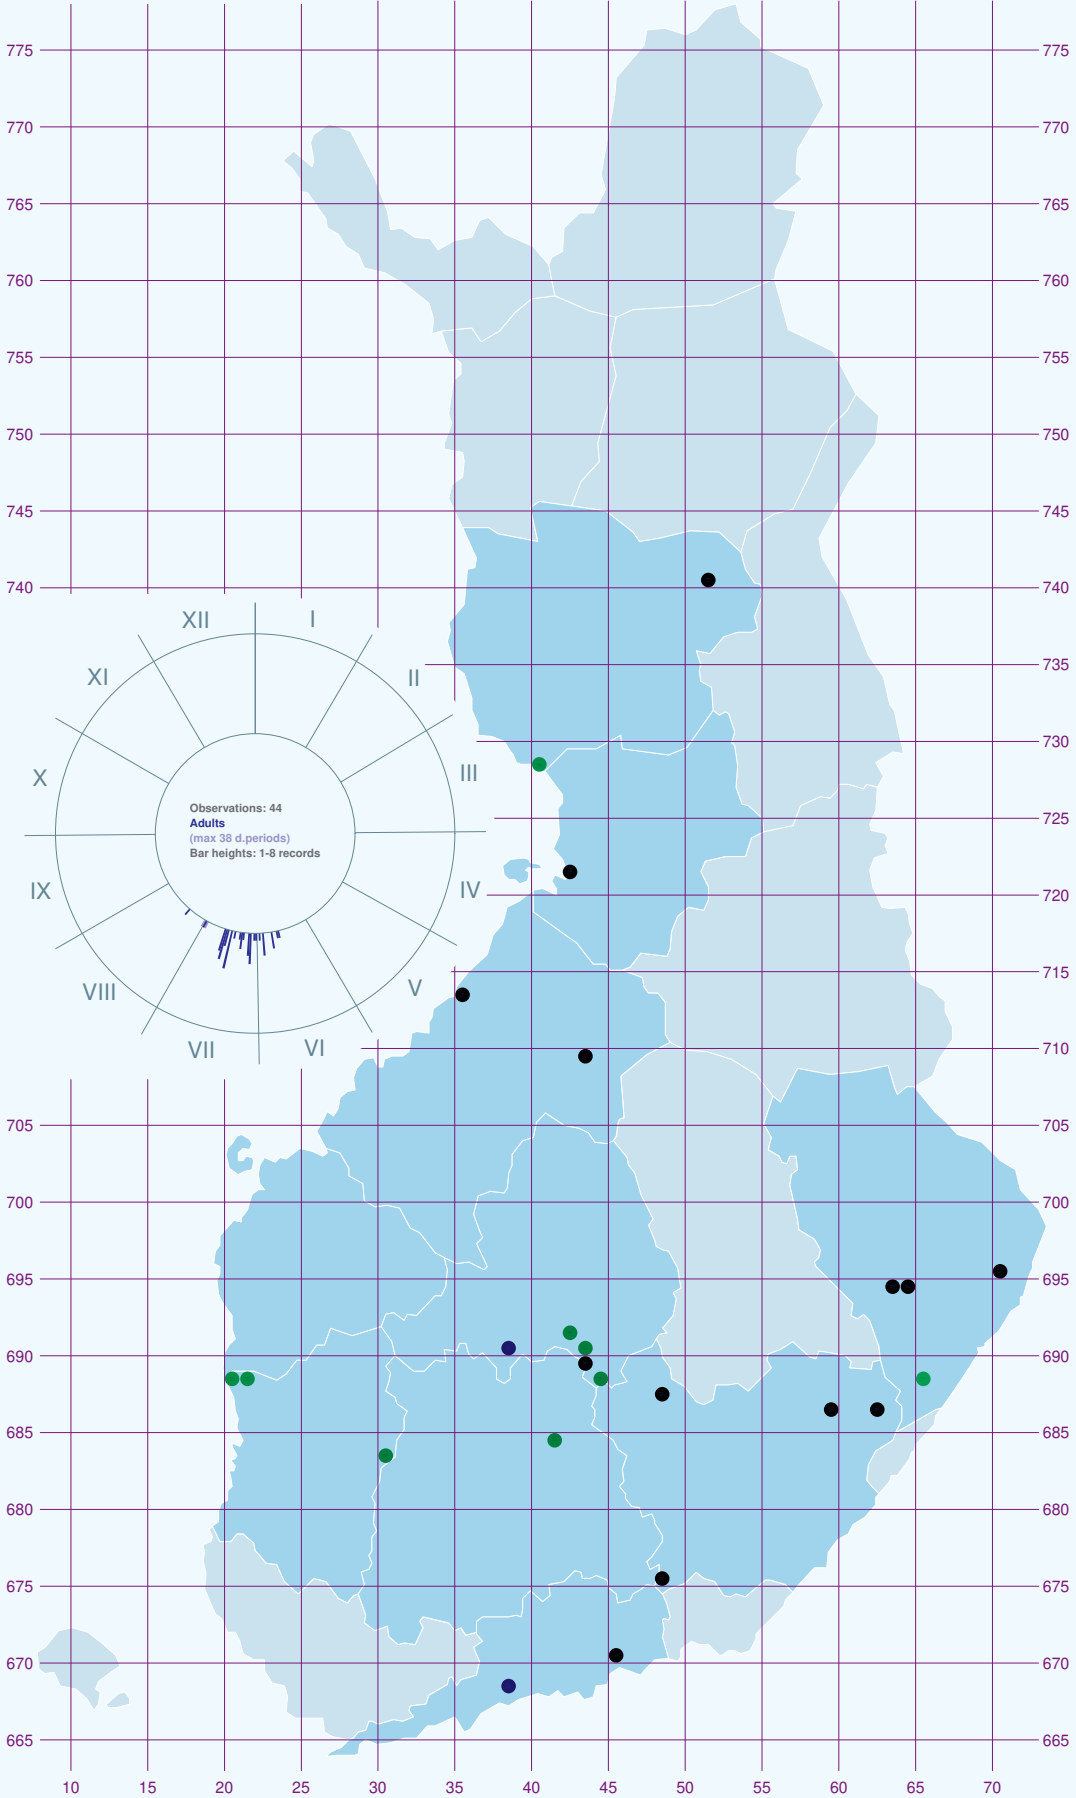 775 775
770 770
765 765
760 760
755 755
750 750
745 745
740 740
XII I
XI II
735
730
X III
Observations: 44
Adults
(max 38 d.periods)
Bar heights: 1-8 records
725
IX IV
720
VIII V
715
VII VI
710
705 705
700 700
695 695
690 690
685 685
680 680
675 675
670 670
665 665
10 15 20 25 30 35 40 45 50 55 60 65 70